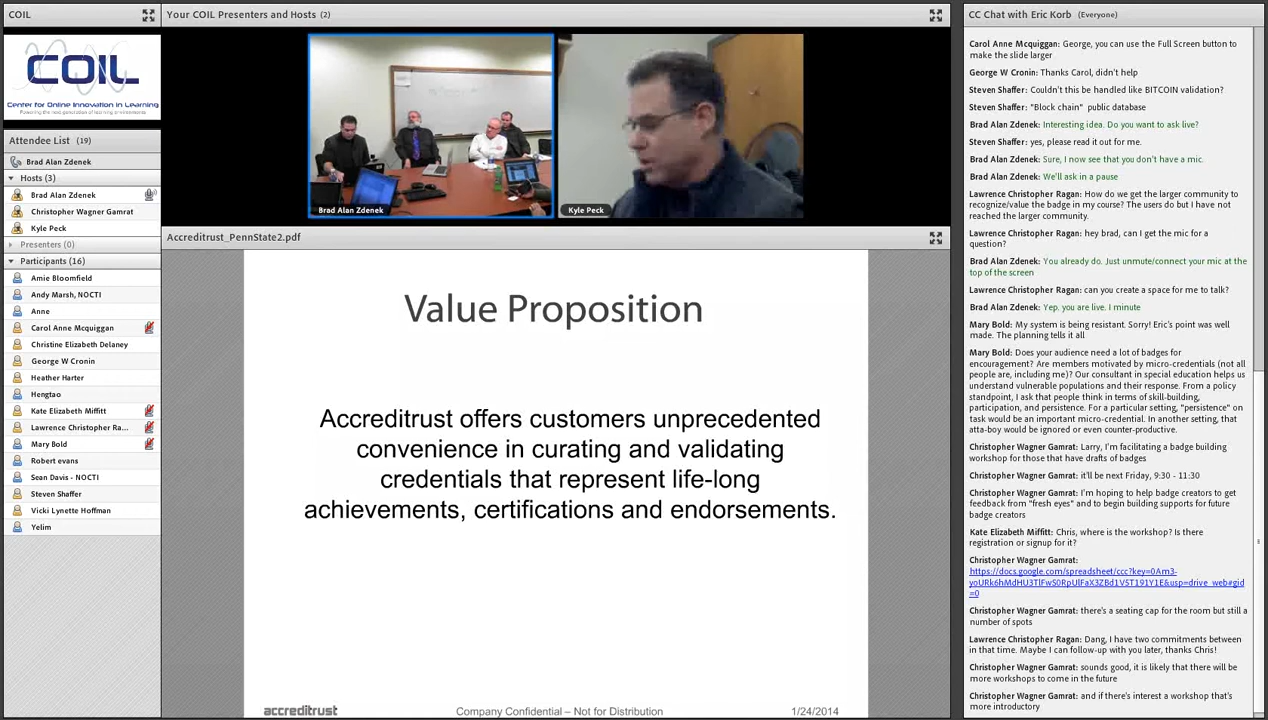 COIL
COIL
Center for Online Innovation in Learning
Powering the next generation of learning environments
Attendee List (19)
Brad Alan Zdenek
Hosts (3)
Brad Alan Zdenek
Christopher Wagner Gamrat
Kyle Peck
Presenters (0)
Participants (16)
Amie Bloomfield
Andy Marsh, NOCTI
Anne
Carol Anne Mcquiggan
Christine Elizabeth Delaney
George W Cronin
Heather Harter
Hengtao
Kate Elizabeth Miffitt
Lawrence Christopher Ra...
Mary Bold
Robert evans
Sean Davis - NOCTI
Steven Shaffer
Vicki Lynette Hoffman
Yelim
Your COIL Presenters and Hosts (2)
Brad Alan Zdenek
Kyle Peck
Accreditrust_PennState2.pdf
Value Proposition
Accreditrust offers customers unprecedented
convenience in curating and validating
credentials that represent life-long
achievements, certifications and endorsements.
accreditrust
Company Confidential – Not for Distribution
1/24/2014
CC Chat with Eric Korb (Everyone)
Carol Anne Mcquiggan: George, you can use the Full Screen button to
make the slide larger
George W Cronin: Thanks Carol, didn't help
Steven Shaffer: Couldn't this be handled like BITCOIN validation?
Steven Shaffer: "Block chain" public database
Brad Alan Zdenek: Interesting idea. Do you want to ask live?
Steven Shaffer: yes, please read it out for me.
Brad Alan Zdenek: Sure, I now see that you don't have a mic.
Brad Alan Zdenek: We'll ask in a pause
Lawrence Christopher Ragan: How do we get the larger community to
recognize/value the badge in my course? The users do but I have not
reached the larger community.
Lawrence Christopher Ragan: hey brad, can I get the mic for a
question?
Brad Alan Zdenek: You already do. Just unmute/connect your mic at the
top of the screen
Lawrence Christopher Ragan: can you create a space for me to talk?
Brad Alan Zdenek: Yep. you are live. 1 minute
Mary Bold: My system is being resistant. Sorry! Eric's point was well
made. The planning tells it all
Mary Bold: Does your audience need a lot of badges for
encouragement? Are members motivated by micro-credentials (not all
people are, including me)? Our consultant in special education helps us
understand vulnerable populations and their response. From a policy
standpoint, I ask that people think in terms of skill-building,
participation, and persistence. For a particular setting, "persistence" on
task would be an important micro-credential. In another setting, that
atta-boy would be ignored or even counter-productive.
Christopher Wagner Gamrat: Larry, I'm facilitating a badge building
workshop for those that have drafts of badges
Christopher Wagner Gamrat: it'll be next Friday, 9:30 - 11:30
Christopher Wagner Gamrat: I'm hoping to help badge creators to get
feedback from "fresh eyes" and to begin building supports for future
badge creators
Kate Elizabeth Miffitt: Chris, where is the workshop? Is there
registration or signup for it?
Christopher Wagner Gamrat:
https://docs.google.com/spreadsheet/ccc?key=0Am3-
yoURk6hMdHU3TlFwS0RpUlFaX3ZBd1V5T191Y1E&usp=drive_web#gid
=0
Christopher Wagner Gamrat: there's a seating cap for the room but still a
number of spots
Lawrence Christopher Ragan: Dang, I have two commitments between
in that time. Maybe I can follow-up with you later, thanks Chris!
Christopher Wagner Gamrat: sounds good, it is likely that there will be
more workshops to come in the future
Christopher Wagner Gamrat: and if there's interest a workshop that's
more introductory